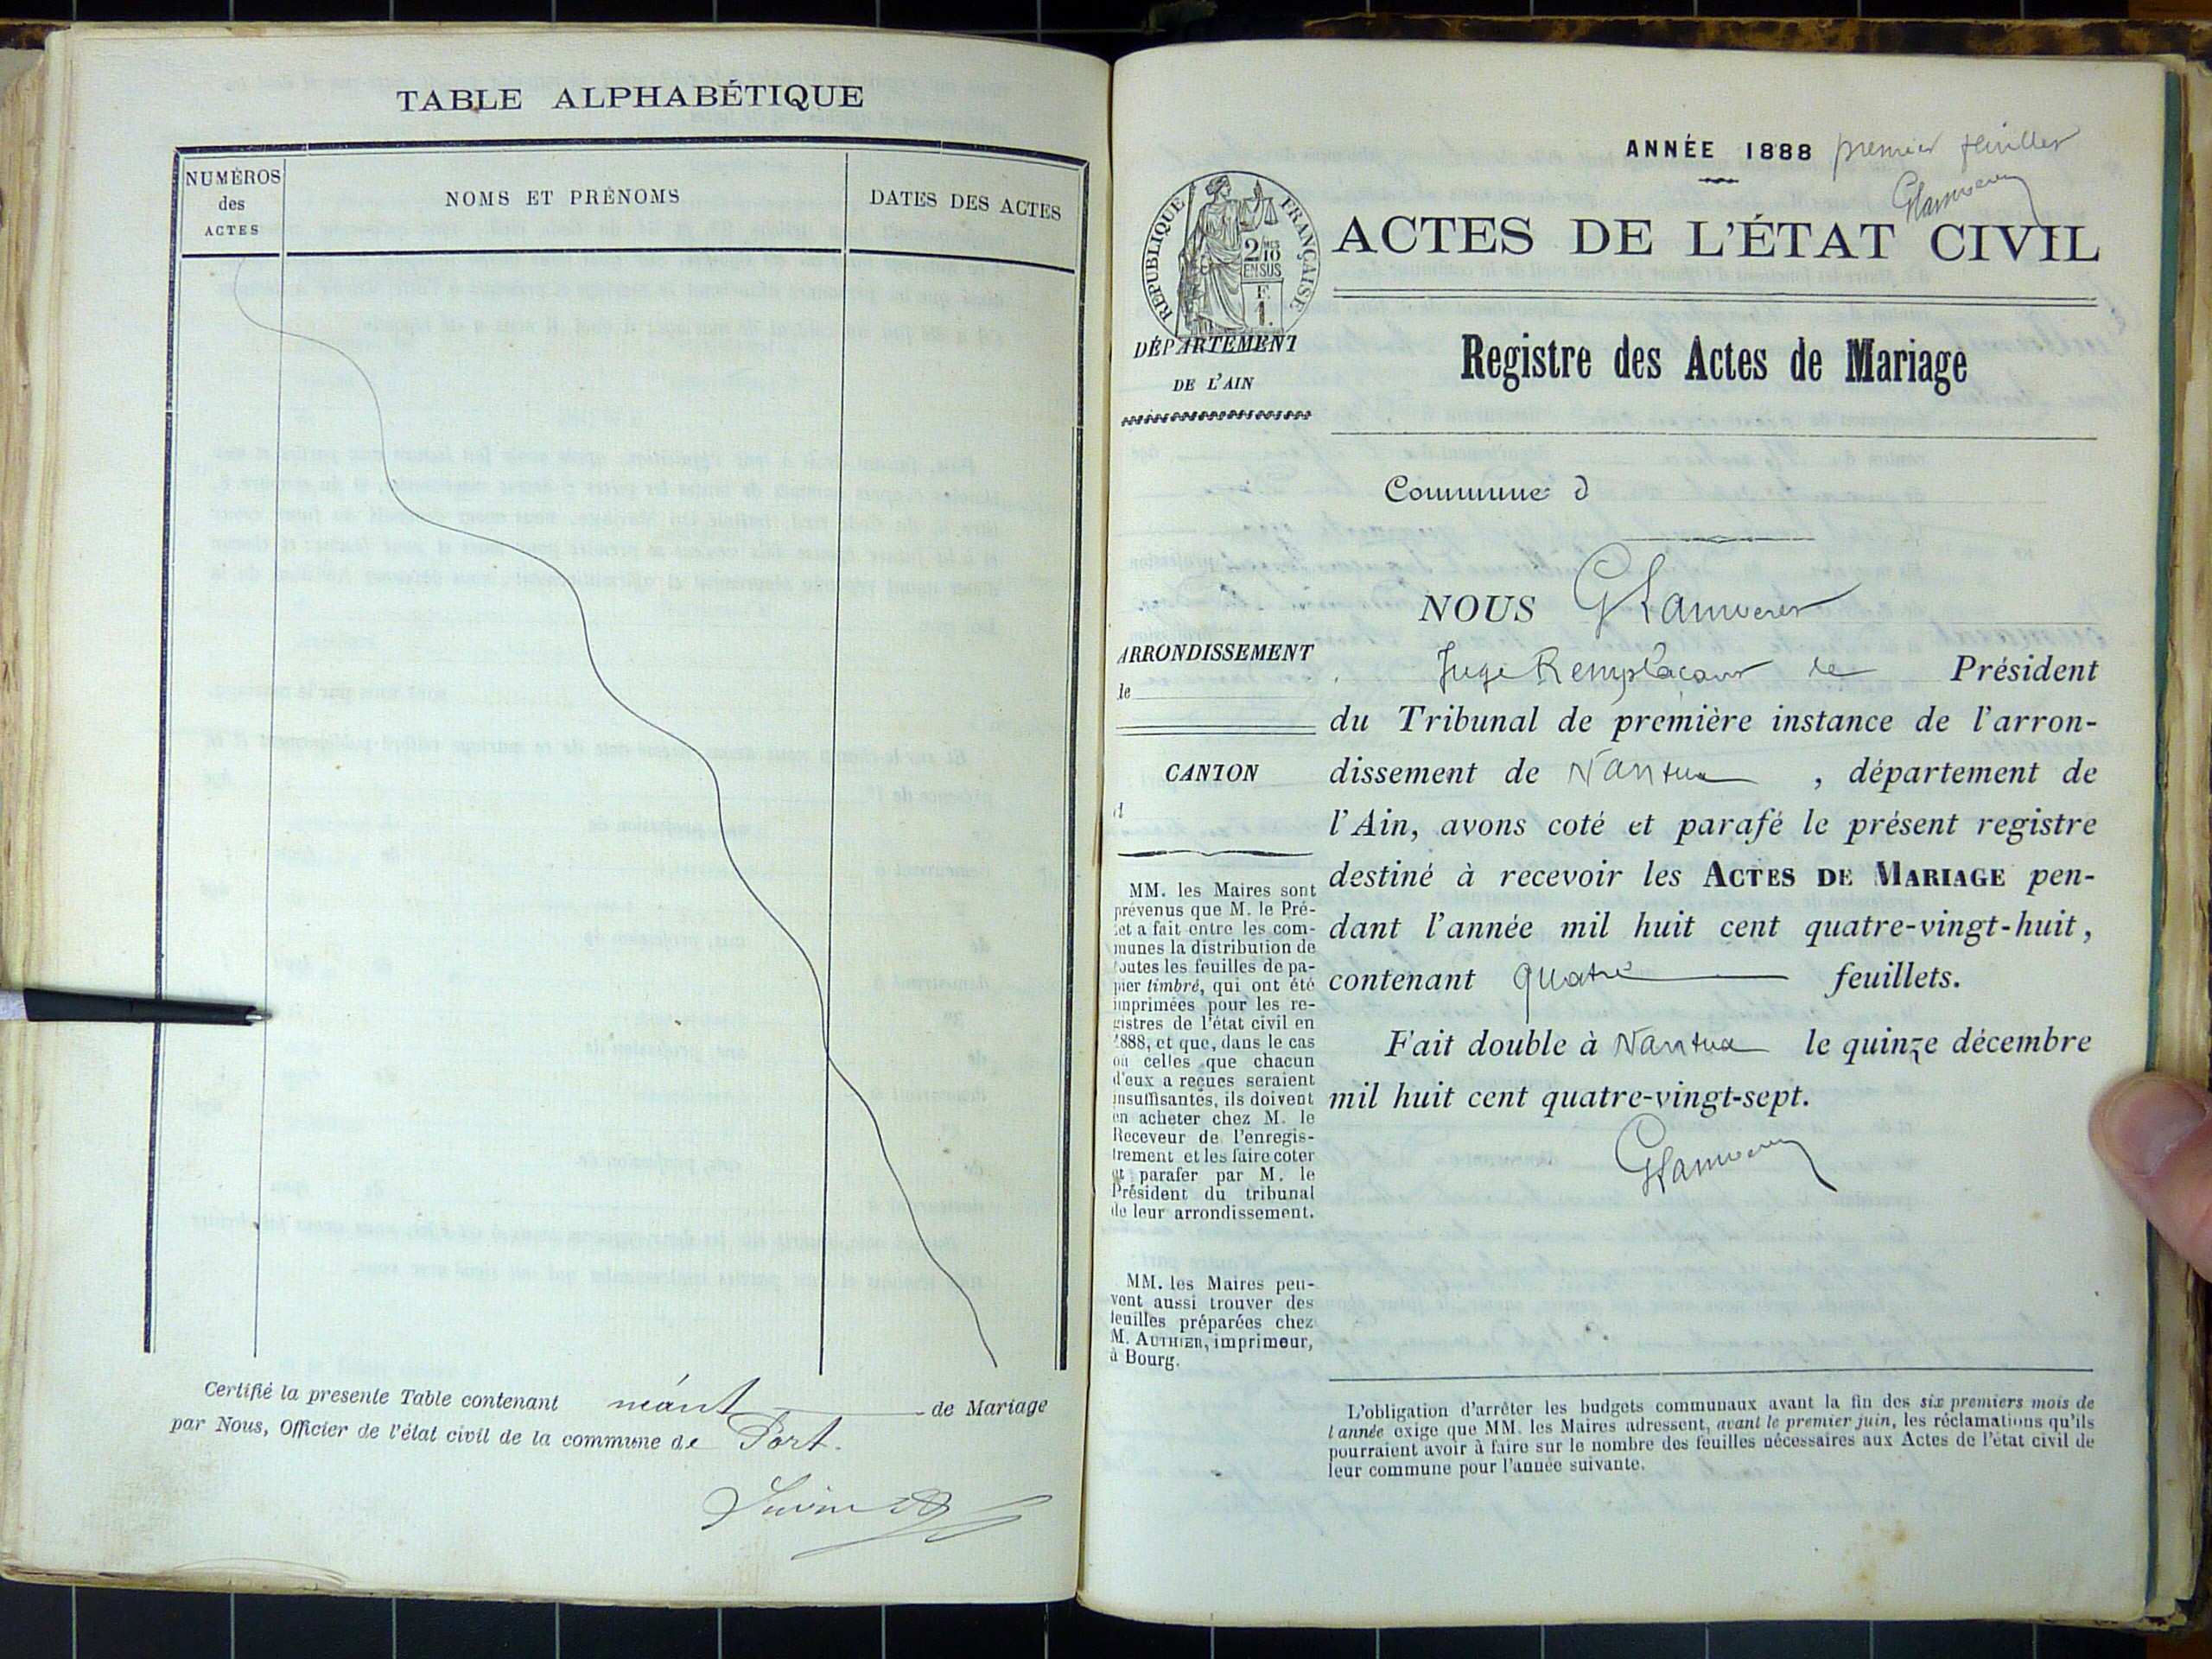 TABLE ALPHABÉTIQUE
NUMÉROS
des
ACTES
NOMS ET PRÉNOMS
DATES DES ACTES
Certifié la presente Table contenant néant de Mariage
par Nous, Officier de l'état civil de la commune de Port.
ANNÉE 1888 premier feuillet
RÉPUBLIQUE FRANÇAISE
2/10
EN SUS
F.
1.
ACTES DE L'ÉTAT CIVIL
DÉPARTEMENT
DE L'AIN
Registre des Actes de Mariage
Commune d
NOUS
ARRONDISSEMENT
de
CANTON
d
Juge Remplaçant le Président
du Tribunal de première instance de l'arron-
dissement de Nantua , département de
l'Ain, avons coté et parafé le présent registre
destiné à recevoir les ACTES DE MARIAGE pen-
dant l'année mil huit cent quatre-vingt-huit,
contenant quatre feuillets.
Fait double à Nantua le quinze décembre
mil huit cent quatre-vingt-sept.
MM. les Maires sont
prévenus que M. le Pré-
fet a fait entre les com-
munes la distribution de
toutes les feuilles de pa-
pier timbré, qui ont été
imprimées pour les re-
gistres de l'état civil en
1888, et que, dans le cas
où celles que chacun
d'eux a reçues seraient
insuffisantes, ils doivent
en acheter chez M. le
Receveur de l'enregis-
trement et les faire coter
et parafer par M. le
Président du tribunal
de leur arrondissement.
MM. les Maires peu-
vent aussi trouver des
feuilles préparées chez
M. AUTHIER, imprimeur,
à Bourg.
L'obligation d'arrêter les budgets communaux avant la fin des six premiers mois de
l'année exige que MM. les Maires adressent, avant le premier juin, les réclamations qu'ils
pourraient avoir à faire sur le nombre des feuilles nécessaires aux Actes de l'état civil de
leur commune pour l'année suivante.